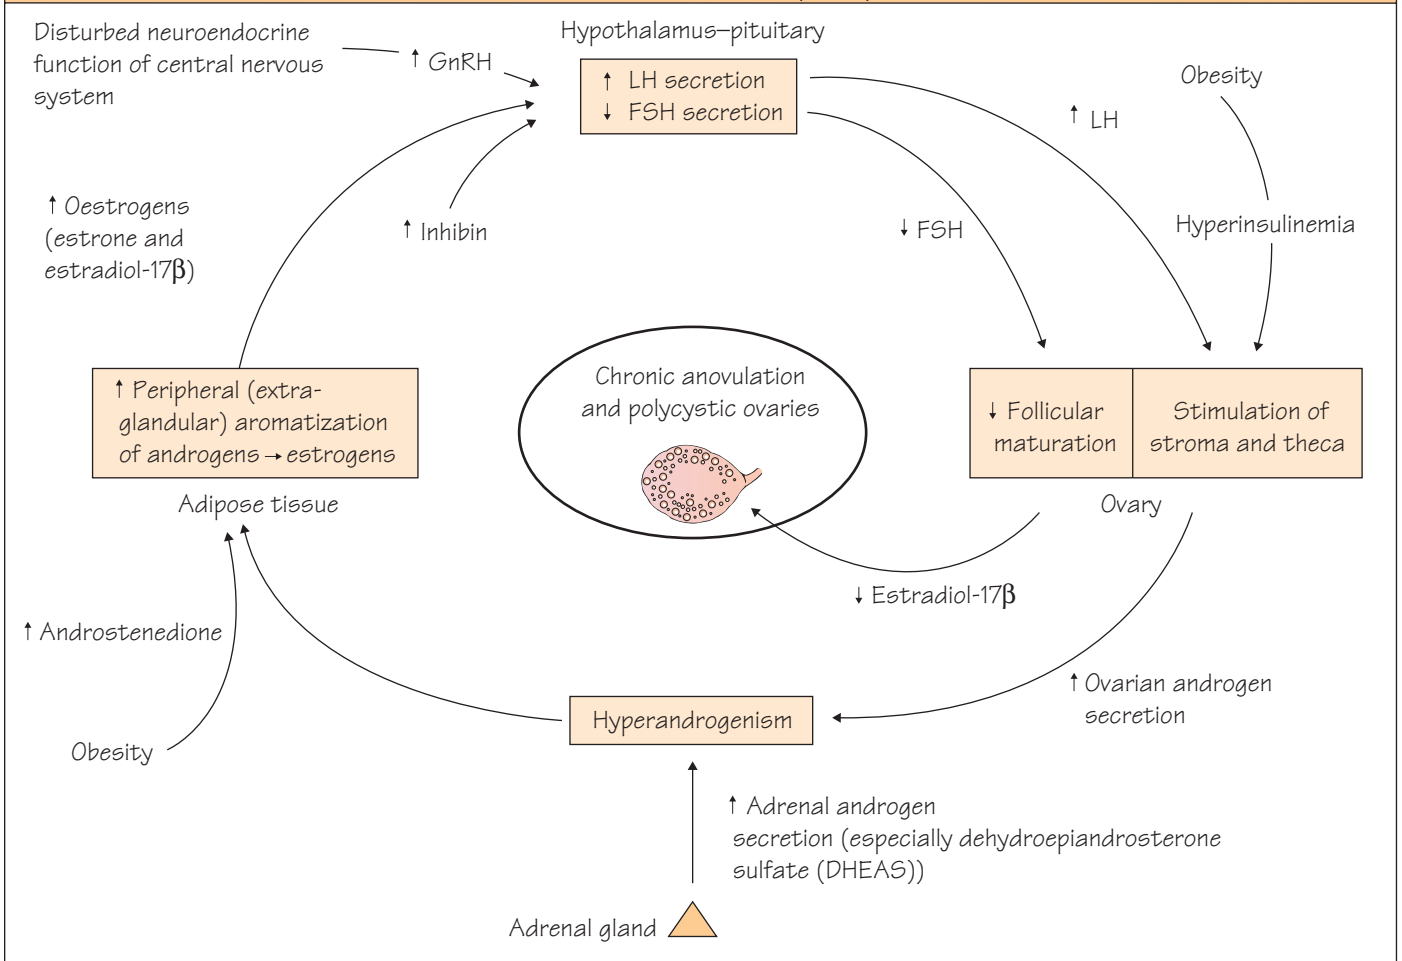 Disturbed neuroendocrine
function of central nervous
system
↑ GnRH
Hypothalamus–pituitary
↑ LH secretion
↓ FSH secretion
Obesity
↑ LH
↑ Oestrogens
(estrone and
estradiol-17β)
↑ Inhibin
↓ FSH
Hyperinsulinemia
↑ Peripheral (extra-
glandular) aromatization
of androgens → estrogens
Adipose tissue
Chronic anovulation
and polycystic ovaries
↓ Follicular
maturation
Stimulation of
stroma and theca
Ovary
↓ Estradiol-17β
↑ Androstenedione
Obesity
Hyperandrogenism
↑ Ovarian androgen
secretion
↑ Adrenal androgen
secretion (especially dehydroepiandrosterone
sulfate (DHEAS))
Adrenal gland